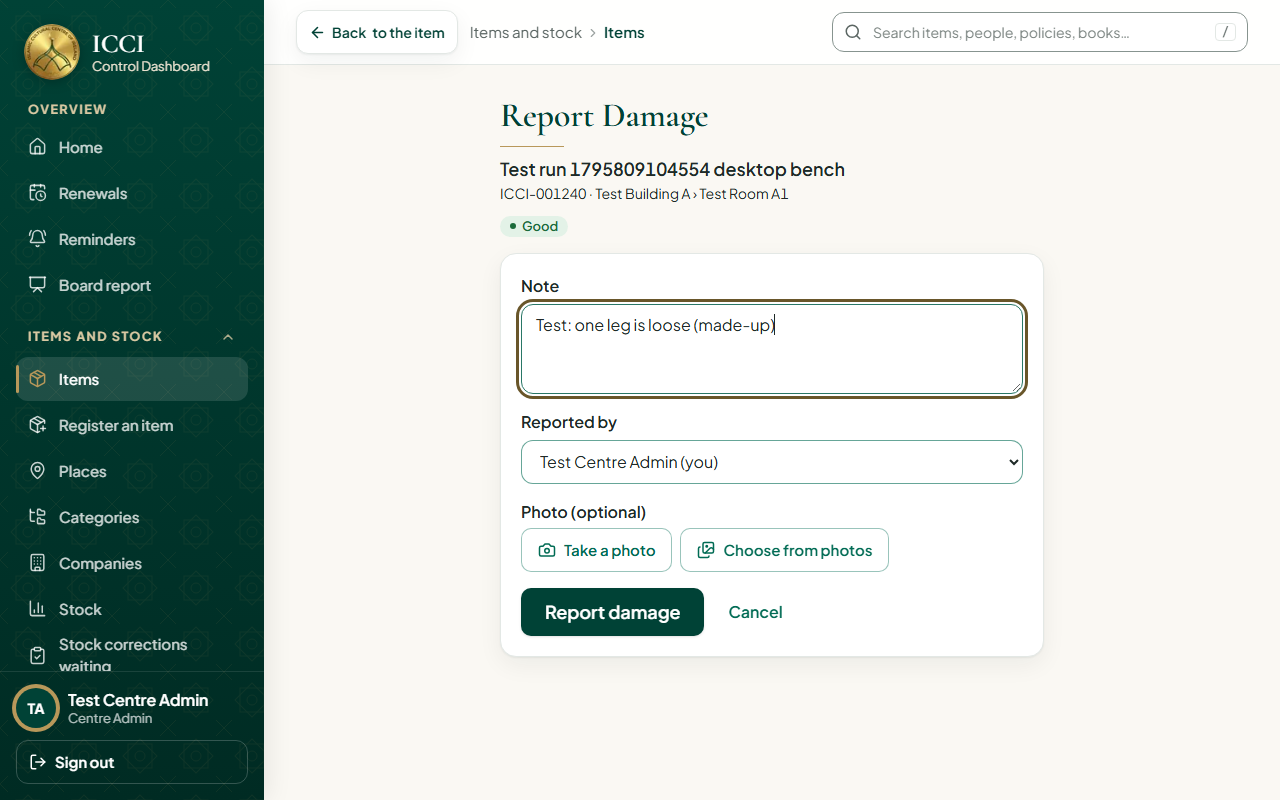 ICCI
Control Dashboard
OVERVIEW
Home
Renewals
Reminders
Board report
ITEMS AND STOCK
Items
Register an item
Places
Categories
Companies
Stock
Stock corrections
waiting
TA
Test Centre Admin
Centre Admin
Sign out
Back to the item
Items and stock › Items
Search items, people, policies, books...
/
Report Damage
Test run 1795809104554 desktop bench
ICCI-001240 · Test Building A › Test Room A1
Good
Note
Test: one leg is loose (made-up)
Reported by
Test Centre Admin (you)
Photo (optional)
Take a photo
Choose from photos
Report damage
Cancel